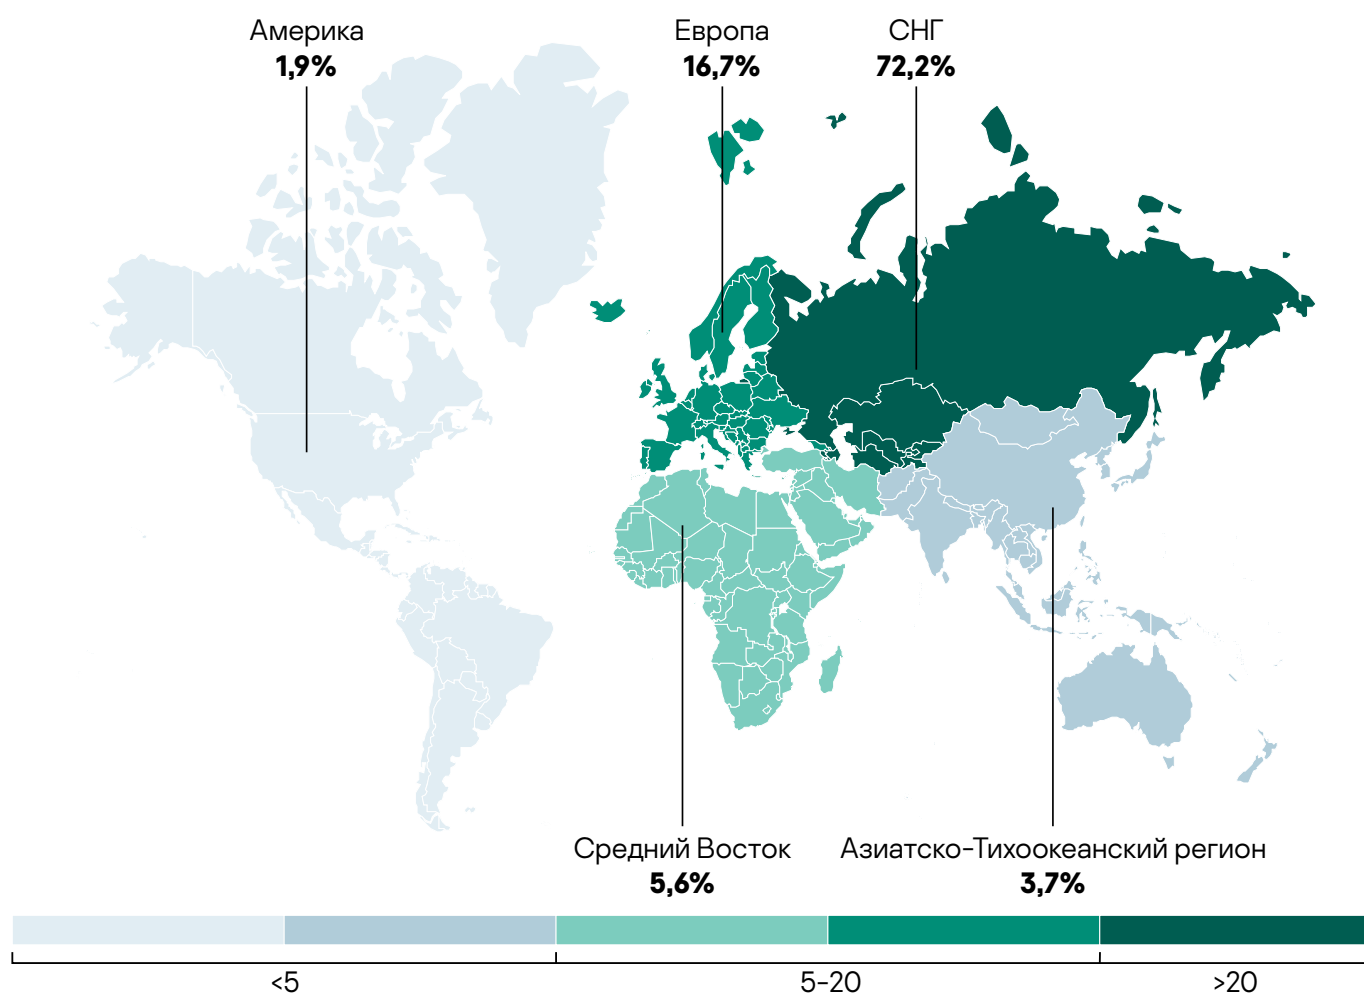 Америка
1,9%
Европа
16,7%
СНГ
72,2%
Средний Восток
5,6%
Азиатско-Тихоокеанский регион
3,7%
<5
5-20
>20